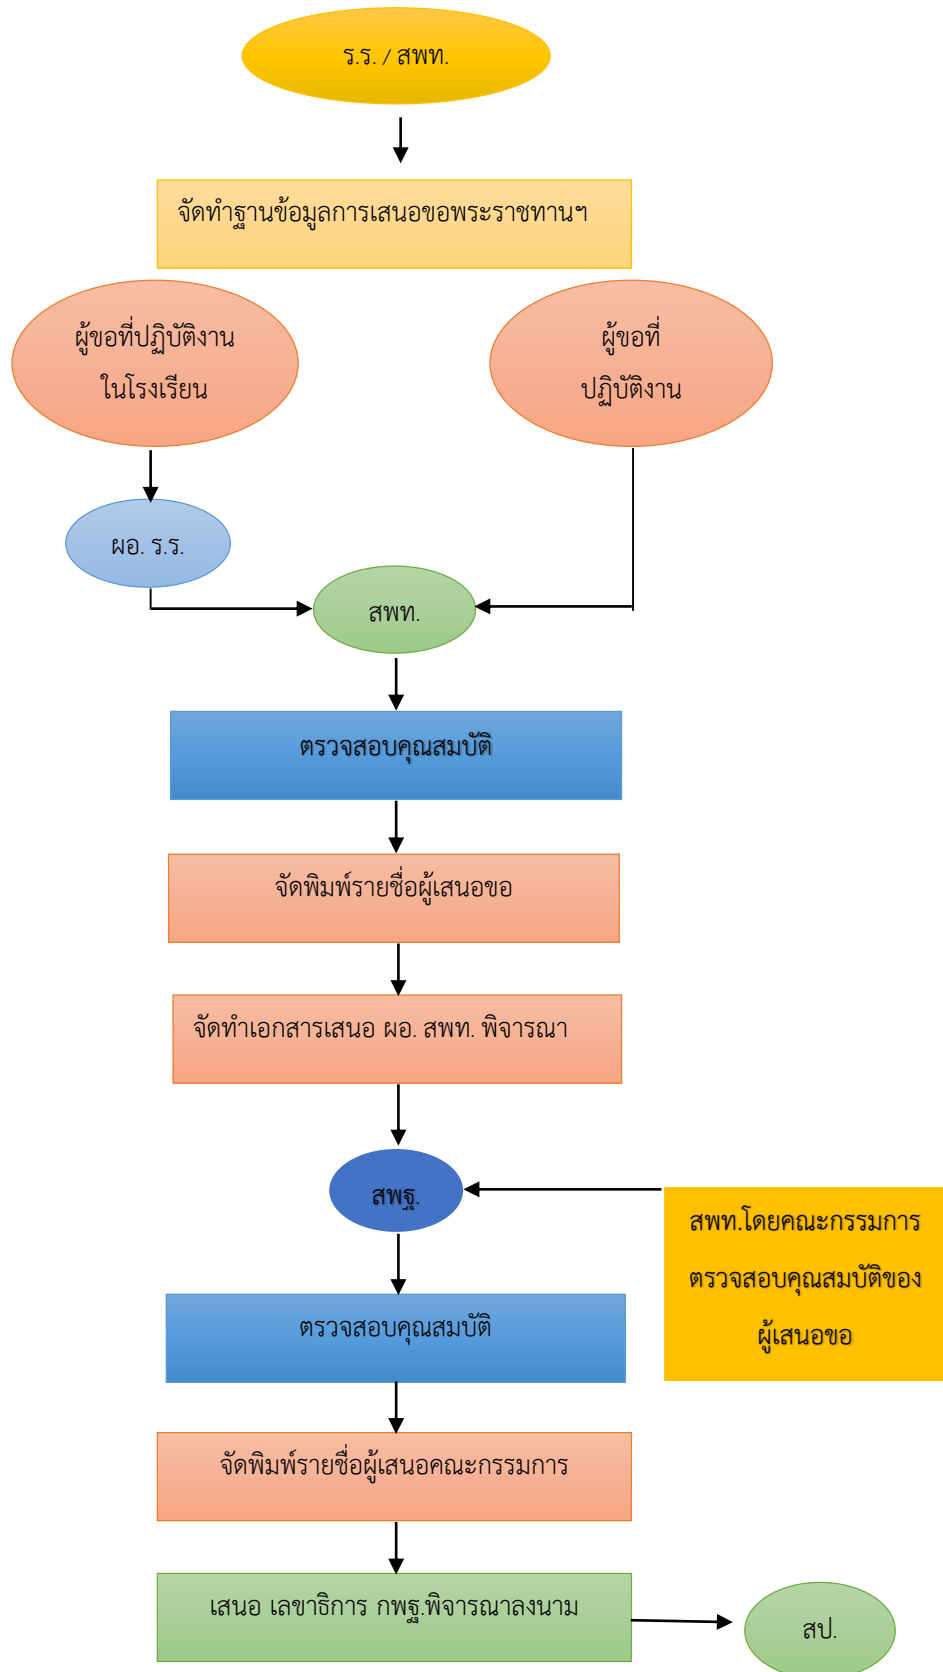 ร.ร. / สพท.
จัดทำฐานข้อมูลการเสนอขอพระราชทานฯ
ผู้ขอที่ปฏิบัติงาน
ในโรงเรียน
ผู้ขอที่
ปฏิบัติงาน
ผอ. ร.ร.
สพท.
ตรวจสอบคุณสมบัติ
จัดพิมพ์รายชื่อผู้เสนอขอ
จัดทำเอกสารเสนอ ผอ. สพท. พิจารณา
สพฐ.
สพท.โดยคณะกรรมการ
ตรวจสอบคุณสมบัติของ
ผู้เสนอขอ
ตรวจสอบคุณสมบัติ
จัดพิมพ์รายชื่อผู้เสนอคณะกรรมการ
เสนอ เลขาธิการ กพฐ.พิจารณาลงนาม
สป.